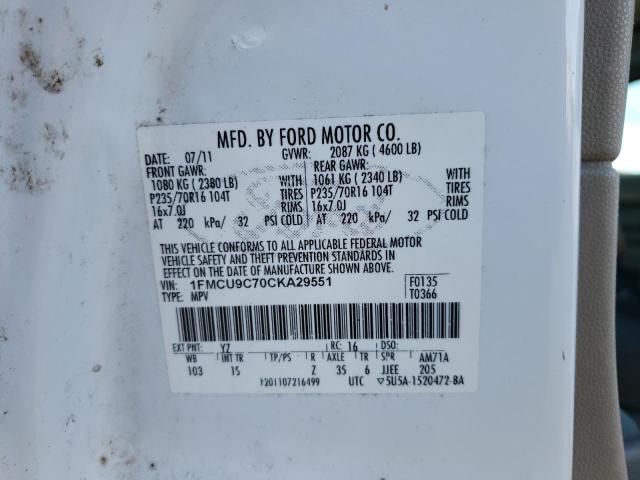 MFD. BY FORD MOTOR CO.
DATE: 07/11 GVWR: 2087 KG ( 4600 LB)
FRONT GAWR: REAR GAWR:
1080 KG ( 2380 LB) WITH 1061 KG ( 2340 LB) WITH
P235/70R16 104T TIRES P235/70R16 104T TIRES
16x7.0J RIMS 16x7.0J RIMS
AT 220 kPa/ 32 PSI COLD AT 220 kPa/ 32 PSI COLD
THIS VEHICLE CONFORMS TO ALL APPLICABLE FEDERAL MOTOR
VEHICLE SAFETY AND THEFT PREVENTION STANDARDS IN
EFFECT ON THE DATE OF MANUFACTURE SHOWN ABOVE.
VIN: 1FMCU9C70CKA29551 F0135
TYPE: MPV T0366
EXT PNT: YZ RC: 16 DSO:
WB INT TR TP/PS R AXLE TR SPR AM71A
103 IS Z 35 6 JJEE 205
1201107216499 UTC ▽5U5A-1520472-BA